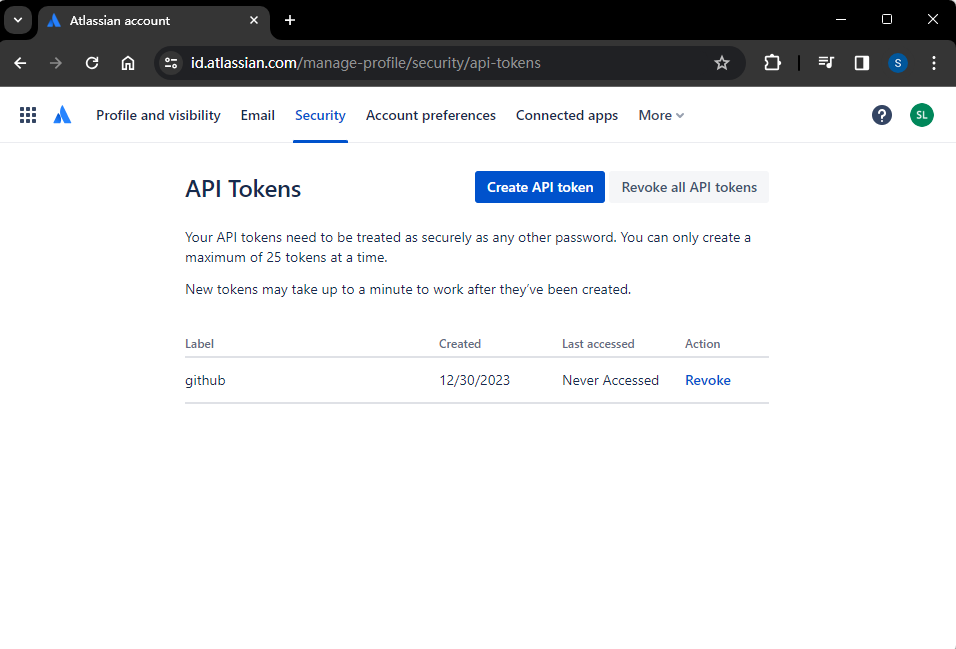 Atlassian account
id.atlassian.com/manage-profile/security/api-tokens
S
Profile and visibility Email Security Account preferences Connected apps More ? SL
API Tokens Create API token Revoke all API tokens
Your API tokens need to be treated as securely as any other password. You can only create a
maximum of 25 tokens at a time.
New tokens may take up to a minute to work after they’ve been created.
Label Created Last accessed Action
github 12/30/2023 Never Accessed Revoke